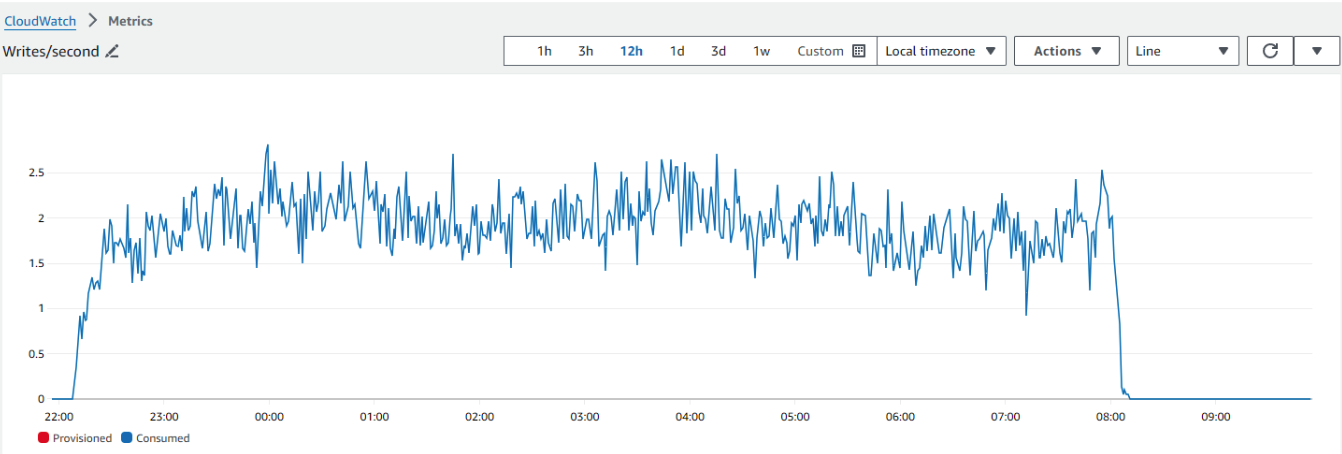 CloudWatch > Metrics
Writes/second
1h 3h 12h 1d 3d 1w Custom Local timezone Actions Line
2.5
2
1.5
1
0.5
0
22:00 23:00 00:00 01:00 02:00 03:00 04:00 05:00 06:00 07:00 08:00 09:00
Provisioned Consumed